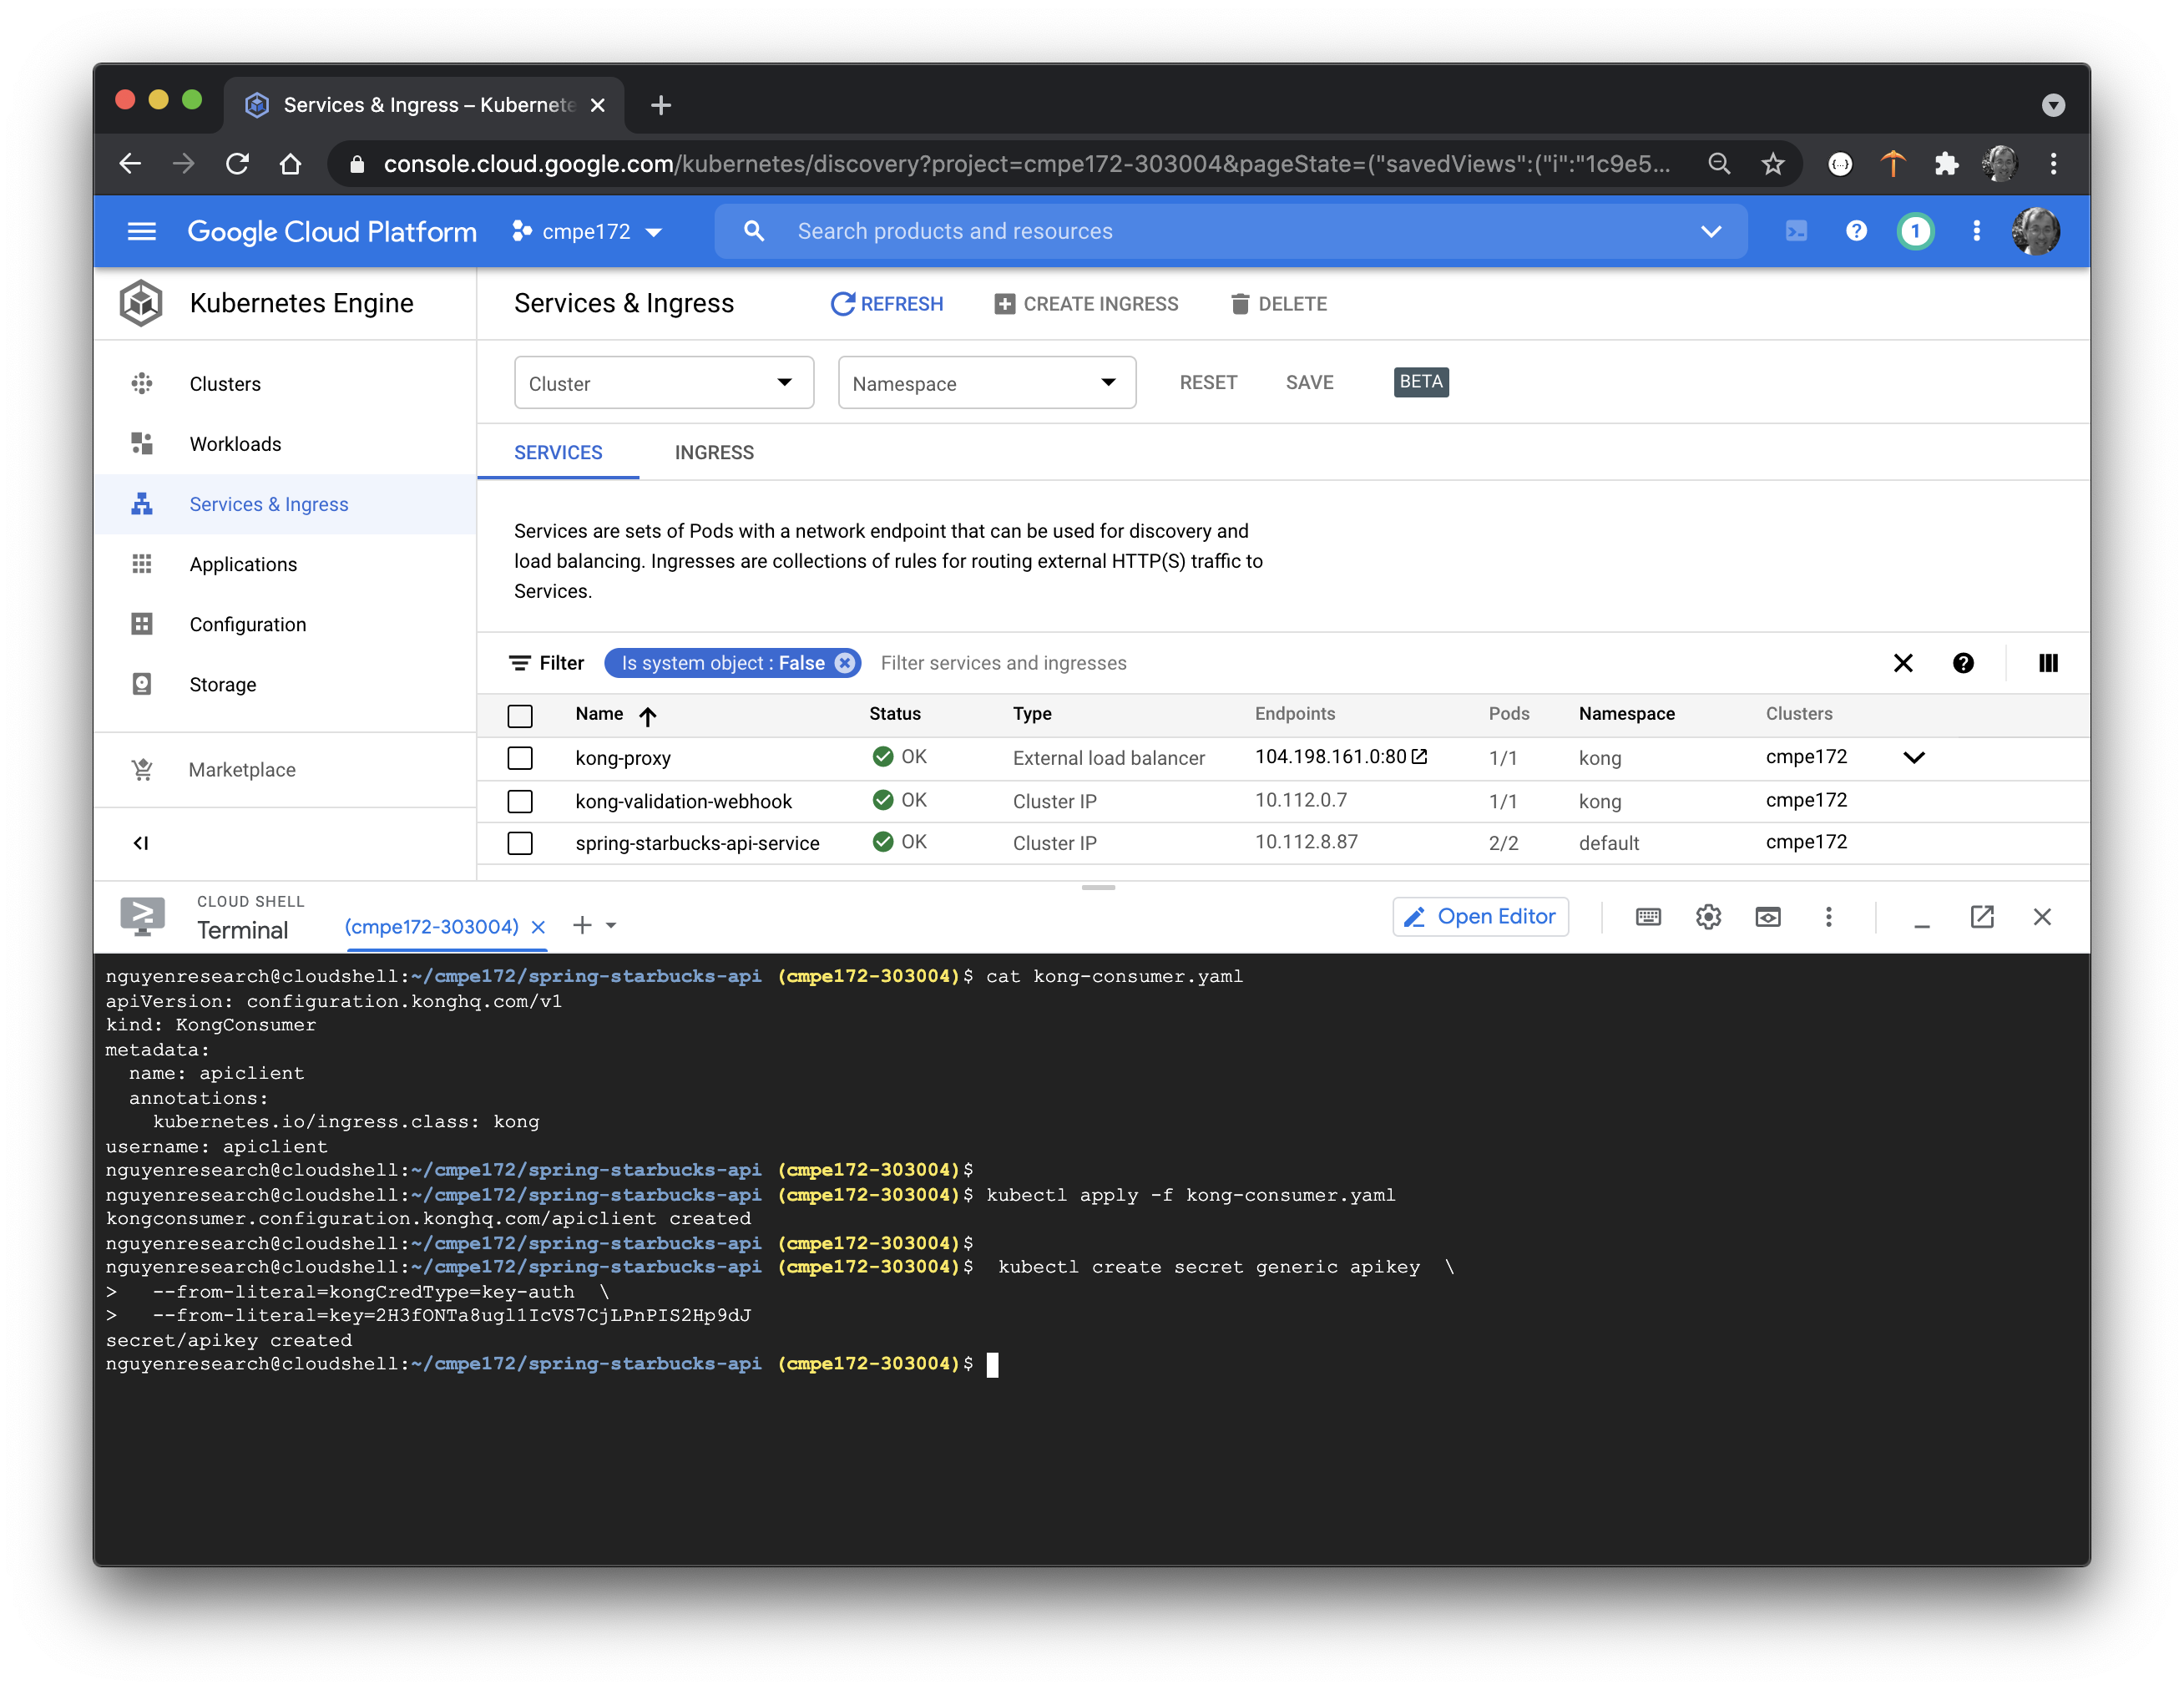 Services & Ingress – Kubernete
console.cloud.google.com/kubernetes/discovery?project=cmpe172-303004&pageState=("savedViews":("i":"1c9e5...
Google Cloud Platform
cmpe172
Search products and resources
1
Kubernetes Engine
Services & Ingress
REFRESH
CREATE INGRESS
DELETE
Clusters
Workloads
Services & Ingress
Applications
Configuration
Storage
Marketplace
Cluster
Namespace
RESET
SAVE
BETA
SERVICES
INGRESS
Services are sets of Pods with a network endpoint that can be used for discovery and
load balancing. Ingresses are collections of rules for routing external HTTP(S) traffic to
Services.
Filter
Is system object : False
Filter services and ingresses
Name Status Type Endpoints Pods Namespace Clusters
kong-proxy OK External load balancer 104.198.161.0:80 1/1 kong cmpe172
kong-validation-webhook OK Cluster IP 10.112.0.7 1/1 kong cmpe172
spring-starbucks-api-service OK Cluster IP 10.112.8.87 2/2 default cmpe172
CLOUD SHELL
Terminal
(cmpe172-303004)
Open Editor
nguyenresearch@cloudshell:~/cmpe172/spring-starbucks-api (cmpe172-303004)$ cat kong-consumer.yaml
apiVersion: configuration.konghq.com/v1
kind: KongConsumer
metadata:
  name: apiclient
  annotations:
    kubernetes.io/ingress.class: kong
username: apiclient
nguyenresearch@cloudshell:~/cmpe172/spring-starbucks-api (cmpe172-303004)$
nguyenresearch@cloudshell:~/cmpe172/spring-starbucks-api (cmpe172-303004)$ kubectl apply -f kong-consumer.yaml
kongconsumer.configuration.konghq.com/apiclient created
nguyenresearch@cloudshell:~/cmpe172/spring-starbucks-api (cmpe172-303004)$
nguyenresearch@cloudshell:~/cmpe172/spring-starbucks-api (cmpe172-303004)$  kubectl create secret generic apikey  \
>   --from-literal=kongCredType=key-auth  \
>   --from-literal=key=2H3fONTa8ugl1IcVS7CjLPnPIS2Hp9dJ
secret/apikey created
nguyenresearch@cloudshell:~/cmpe172/spring-starbucks-api (cmpe172-303004)$